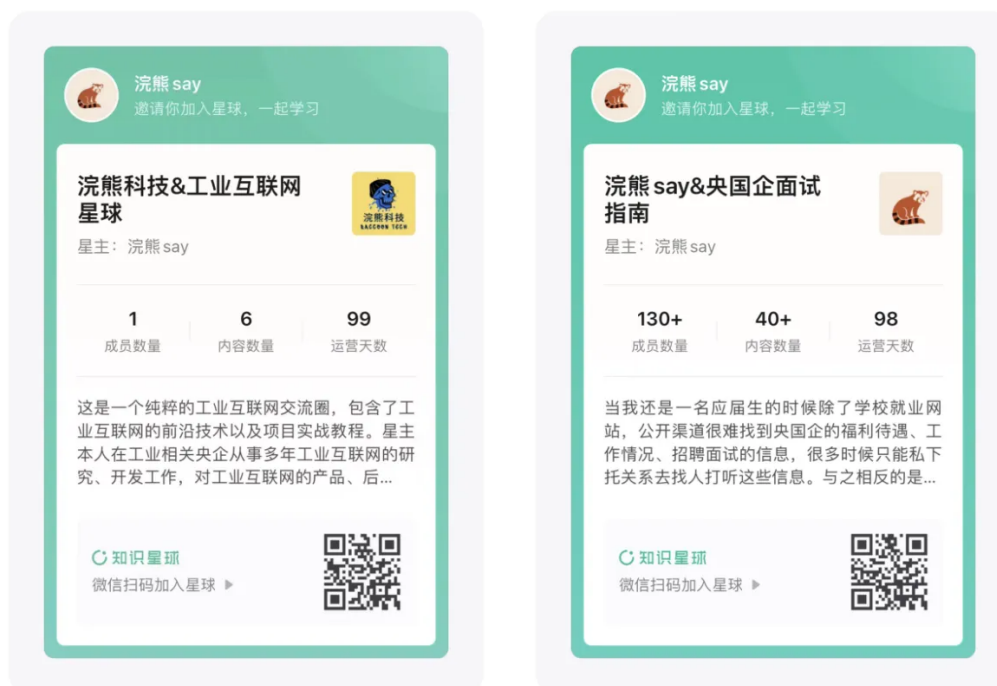 浣熊say
邀请你加入星球，一起学习
浣熊科技&工业互联网
星球
浣熊科技
RACCOON TECH
星主：浣熊say
1
成员数量
6
内容数量
99
运营天数
这是一个纯粹的工业互联网交流圈，包含了工
业互联网的前沿技术以及项目实战教程。星主
本人在工业相关央企从事多年工业互联网的研
究、开发工作，对工业互联网的产品、后...
知识星球
微信扫码加入星球
浣熊say
邀请你加入星球，一起学习
浣熊say&央国企面试
指南
星主：浣熊say
130+
成员数量
40+
内容数量
98
运营天数
当我还是一名应届生的时候除了学校就业网
站，公开渠道很难找到央国企的福利待遇、工
作情况、招聘面试的信息，很多时候只能私下
托关系去找人打听这些信息。与之相反的是...
知识星球
微信扫码加入星球